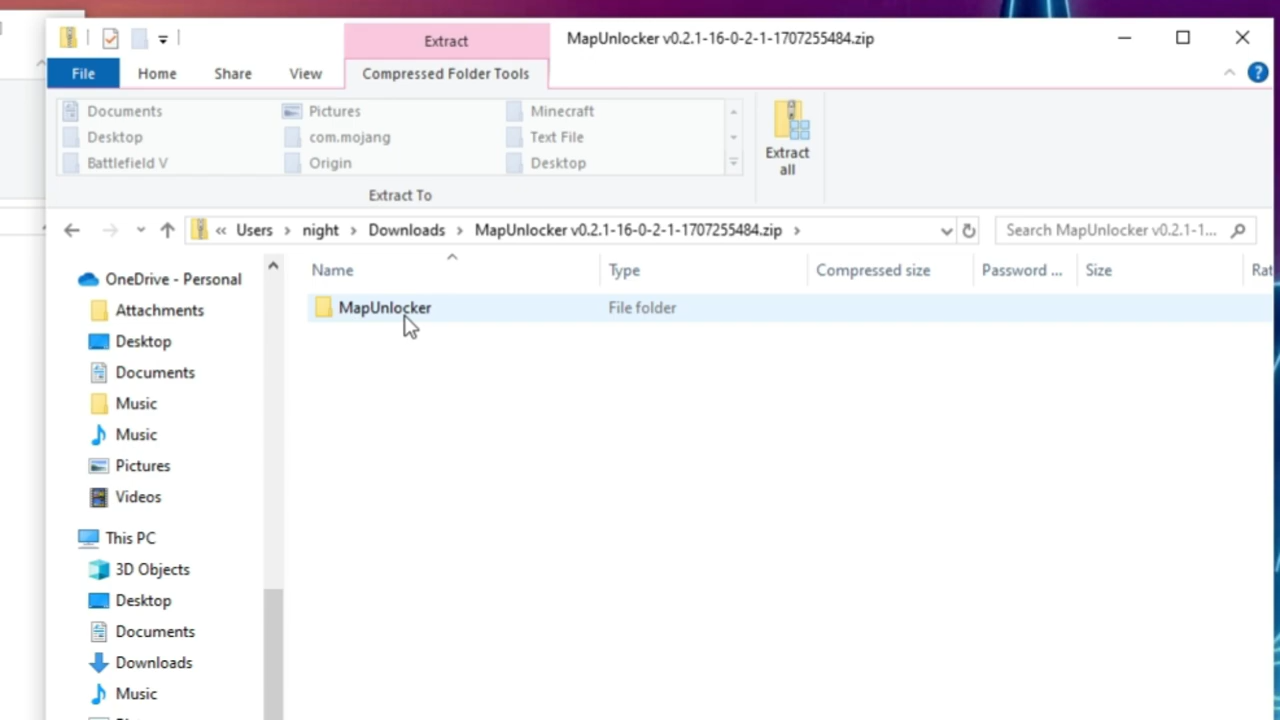 Extract
MapUnlocker v0.2.1-16-0-2-1-1707255484.zip
File
Home
Share
View
Compressed Folder Tools
?
Documents
Pictures
Minecraft
Desktop
com.mojang
Text File
Battlefield V
Origin
Desktop
Extract
all
Extract To
« Users > night > Downloads > MapUnlocker v0.2.1-16-0-2-1-1707255484.zip >
Search MapUnlocker v0.2.1-1...
Name
Type
Compressed size
Password ...
Size
Rat
MapUnlocker
File folder
OneDrive - Personal
Attachments
Desktop
Documents
Music
Music
Pictures
Videos
This PC
3D Objects
Desktop
Documents
Downloads
Music